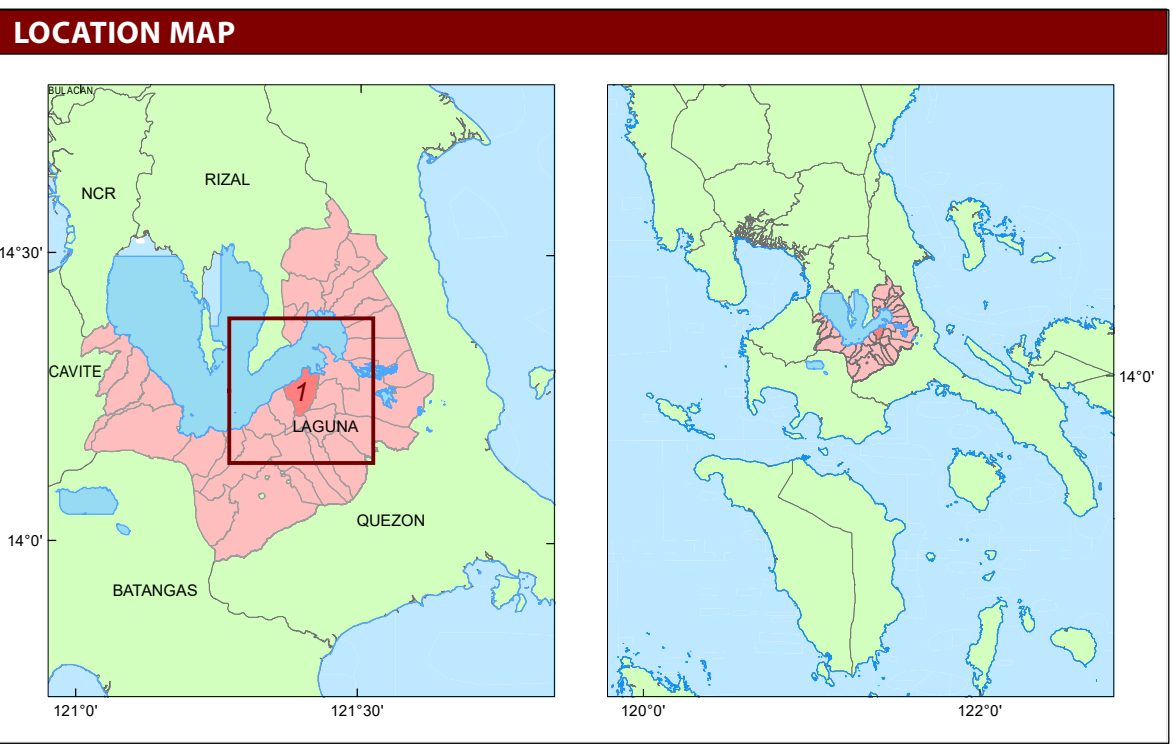 LOCATION MAP
BULACAN
NCR
RIZAL
14°30'
CAVITE
1
LAGUNA
QUEZON
14°0'
BATANGAS
121°0'
121°30'
14°0'
120°0'
122°0'